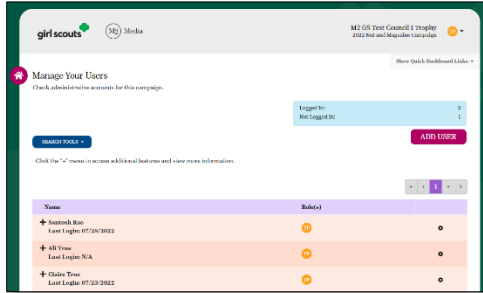 girl scouts
M2 Media
M2 GS Test Council 1 Trophy
2022 Nut and Magazine Campaign
Show Quick Dashboard Links
Manage Your Users
Check administrative accounts for this campaign.
Logged In: 3
Not Logged In: 1
SEARCH TOOLS
ADD USER
Click the "+" menu to access additional features and view more information.
« ‹ 1 › »
Name Role(s)
+ Santosh Rao
Last Login: 07/28/2022
+ Ali True
Last Login: N/A
+ Claire True
Last Login: 07/23/2022